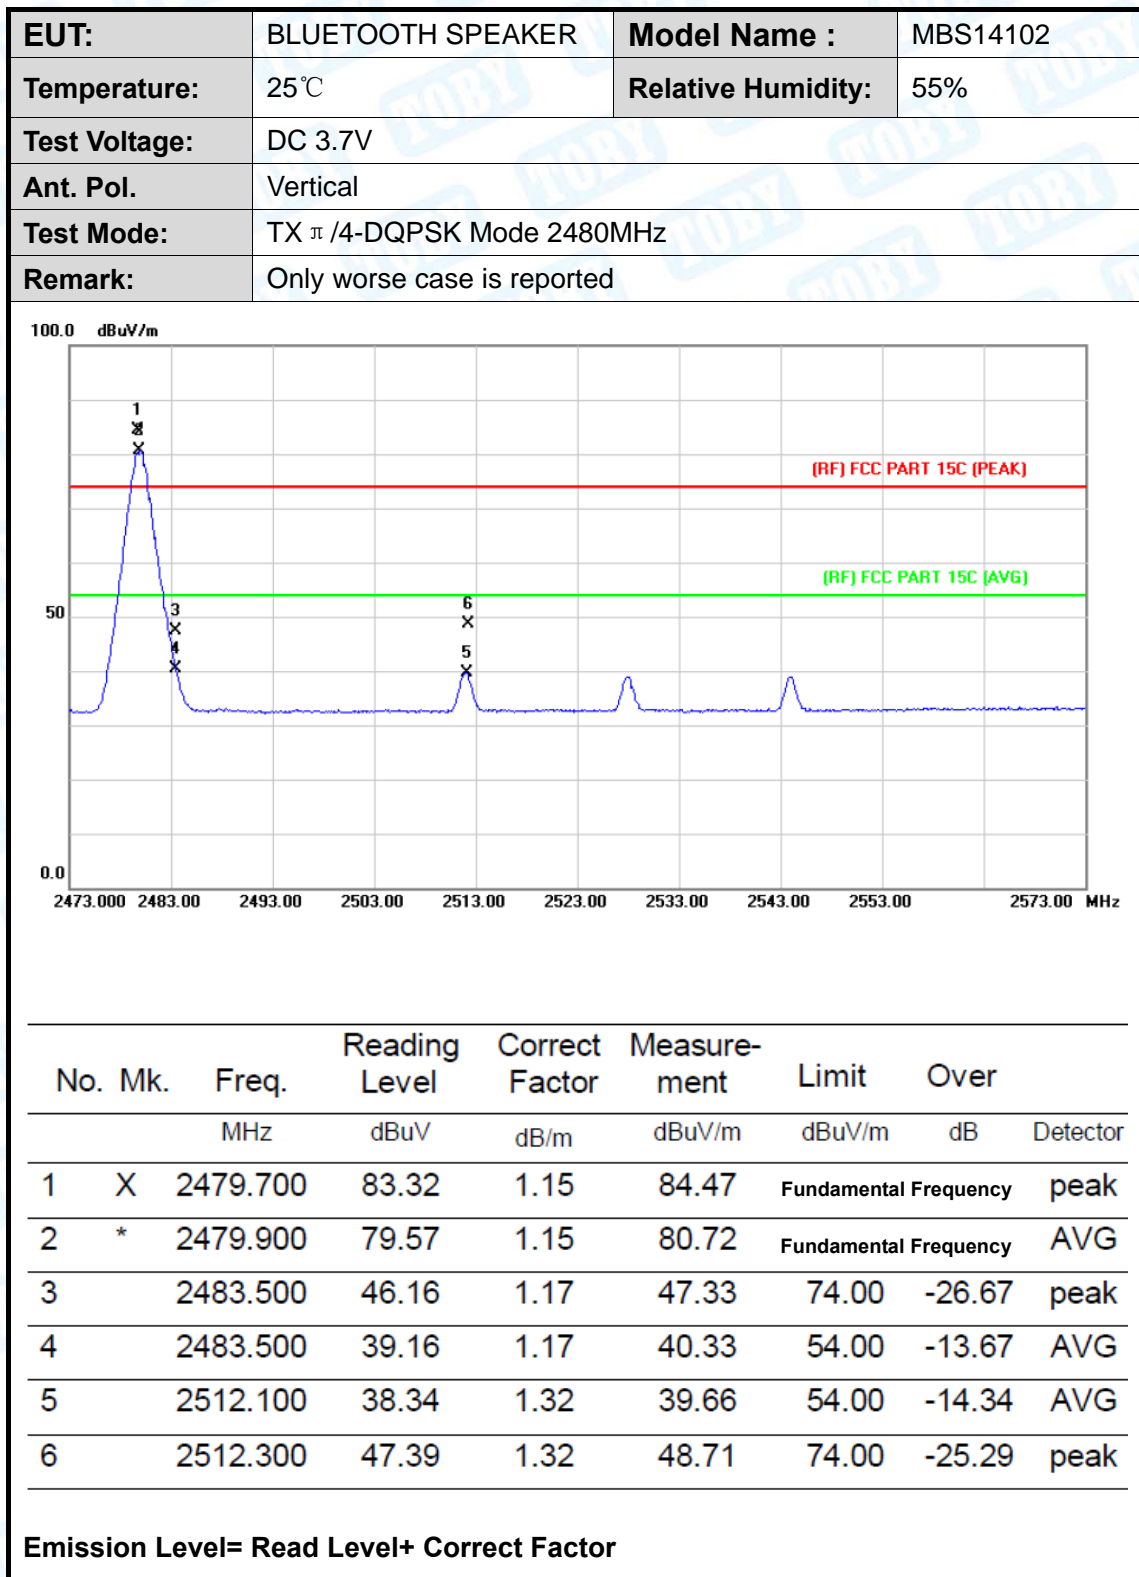 EUT: BLUETOOTH SPEAKER Model Name : MBS14102
Temperature: 25℃ Relative Humidity: 55%
Test Voltage: DC 3.7V
Ant. Pol. Vertical
Test Mode: TX π /4-DQPSK Mode 2480MHz
Remark: Only worse case is reported
100.0 dBuV/m
1
(RF) FCC PART 15C (PEAK)
(RF) FCC PART 15C (AVG)
50
3
6
4
5
0.0
2473.000 2483.00 2493.00 2503.00 2513.00 2523.00 2533.00 2543.00 2553.00 2573.00 MHz
No. Mk. Freq. Reading Level Correct Factor Measure-ment Limit Over
MHz dBuV dB/m dBuV/m dBuV/m dB Detector
1 X 2479.700 83.32 1.15 84.47 Fundamental Frequency peak
2 * 2479.900 79.57 1.15 80.72 Fundamental Frequency AVG
3 2483.500 46.16 1.17 47.33 74.00 -26.67 peak
4 2483.500 39.16 1.17 40.33 54.00 -13.67 AVG
5 2512.100 38.34 1.32 39.66 54.00 -14.34 AVG
6 2512.300 47.39 1.32 48.71 74.00 -25.29 peak
Emission Level= Read Level+ Correct Factor
TOBY